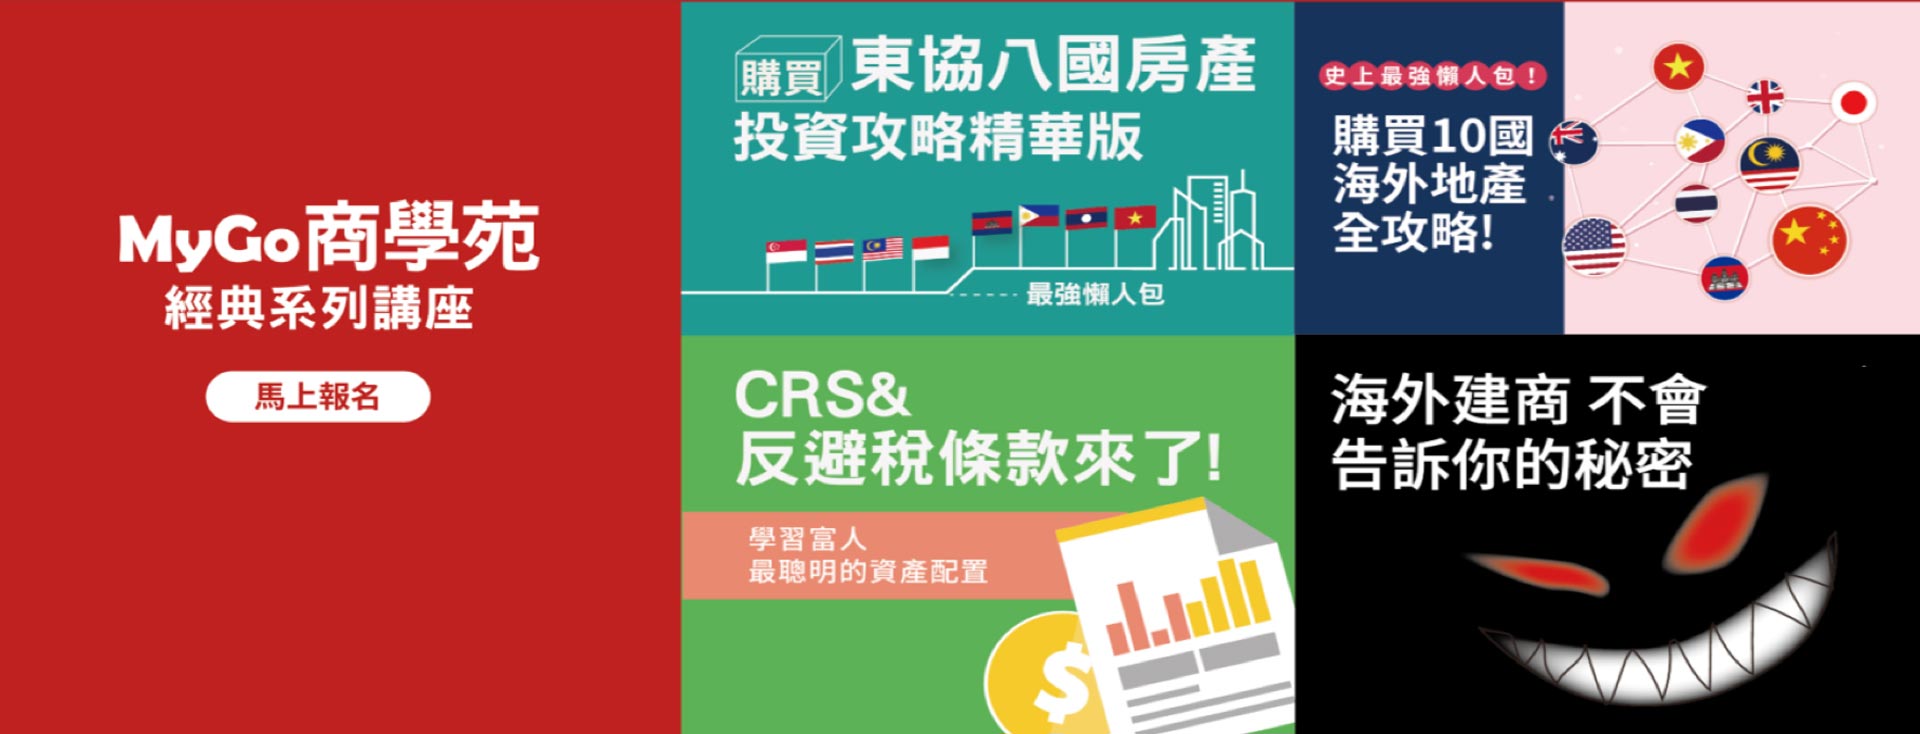 MyGo商學苑
經典系列講座
馬上報名
購買 東協八國房產
投資攻略精華版
最強懶人包
史上最強懶人包！
購買10國
海外地產
全攻略!
CRS&
反避稅條款來了!
學習富人
最聰明的資產配置
$
海外建商 不會
告訴你的秘密